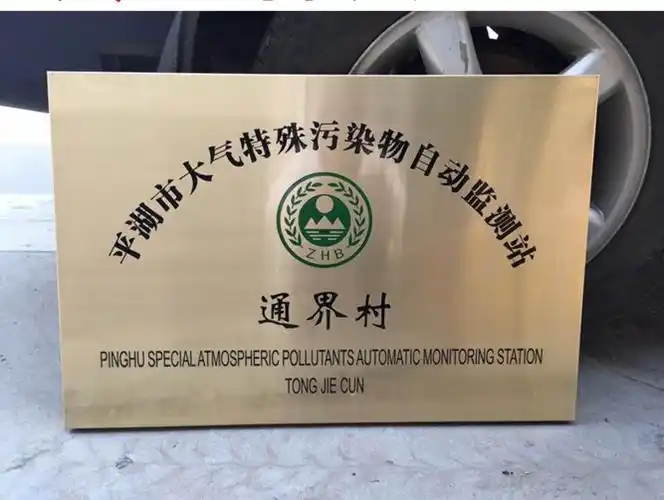 平湖市大气特殊污染物自动监测站
ZHB
通界村
PINGHU SPECIAL ATMOSPHERIC POLLUTANTS AUTOMATIC MONITORING STATION
TONG JIE CUN